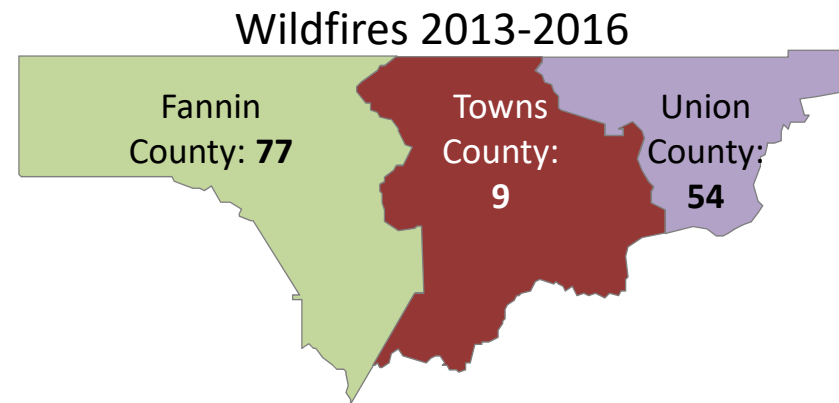 Wildfires 2013-2016
Fannin
County: 77
Towns
County:
9
Union
County:
54